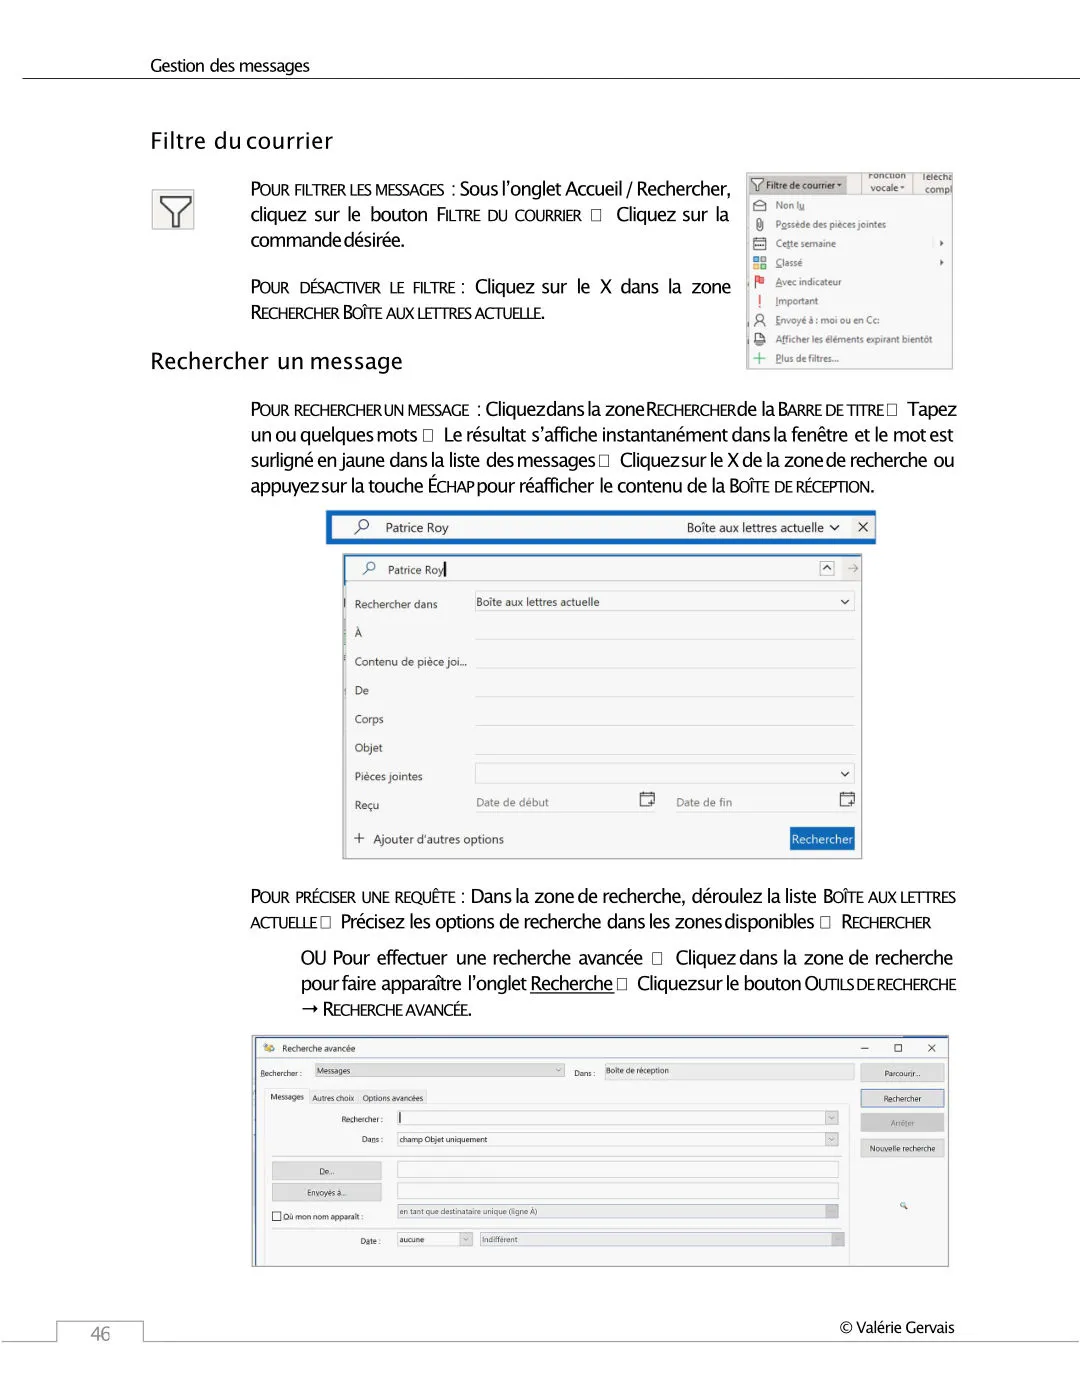 Gestion des messages
Filtre du courrier
POUR FILTRER LES MESSAGES : Sous l’onglet Accueil / Rechercher,
cliquez sur le bouton FILTRE DU COURRIER □ Cliquez sur la
commande désirée.
POUR DÉSACTIVER LE FILTRE : Cliquez sur le X dans la zone
RECHERCHER BOÎTE AUX LETTRES ACTUELLE.
Filtre de courrier
Fonction
vocale
Télécha
compl
Non lu
Possède des pièces jointes
Cette semaine
Classé
Avec indicateur
Important
Envoyé à : moi ou en Cc:
Afficher les éléments expirant bientôt
Plus de filtres...
Rechercher un message
POUR RECHERCHER UN MESSAGE : Cliquez dans la zone RECHERCHER de la BARRE DE TITRE □ Tapez
un ou quelques mots □ Le résultat s’affiche instantanément dans la fenêtre et le mot est
surligné en jaune dans la liste des messages □ Cliquez sur le X de la zone de recherche ou
appuyez sur la touche ÉCHAP pour réafficher le contenu de la BOÎTE DE RÉCEPTION.
Patrice Roy Boîte aux lettres actuelle
Patrice Roy
Rechercher dans Boîte aux lettres actuelle
À
Contenu de pièce joi...
De
Corps
Objet
Pièces jointes
Reçu Date de début Date de fin
+ Ajouter d'autres options Rechercher
POUR PRÉCISER UNE REQUÊTE : Dans la zone de recherche, déroulez la liste BOÎTE AUX LETTRES
ACTUELLE □ Précisez les options de recherche dans les zones disponibles □ RECHERCHER
OU Pour effectuer une recherche avancée □ Cliquez dans la zone de recherche
pour faire apparaître l’onglet Recherche □ Cliquez sur le bouton OUTILS DE RECHERCHE
→ RECHERCHE AVANCÉE.
Recherche avancée
Rechercher : Messages Dans : Boîte de réception Parcourir...
Messages Autres choix Options avancées Rechercher
Rechercher : Arrêter
Dans : champ Objet uniquement Nouvelle recherche
De...
Envoyés à...
Où mon nom apparaît : en tant que destinataire unique (ligne À)
Date : aucune Indifférent
46
© Valérie Gervais